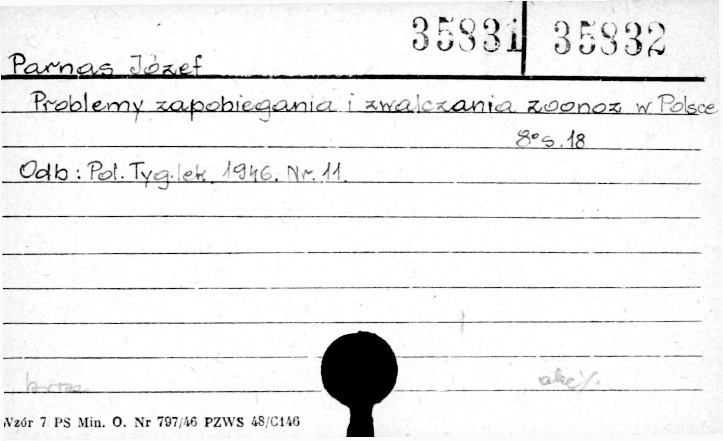 35831 35832
Parnas Józef
Problemy zapobiegania i zwalczania zoonoz w Polsce
8° s. 18
Odb: Pol. Tyg. lek. 1946. Nr. 11.
Wzór 7 PS Min. O. Nr 797/46 PZWS 48/C146